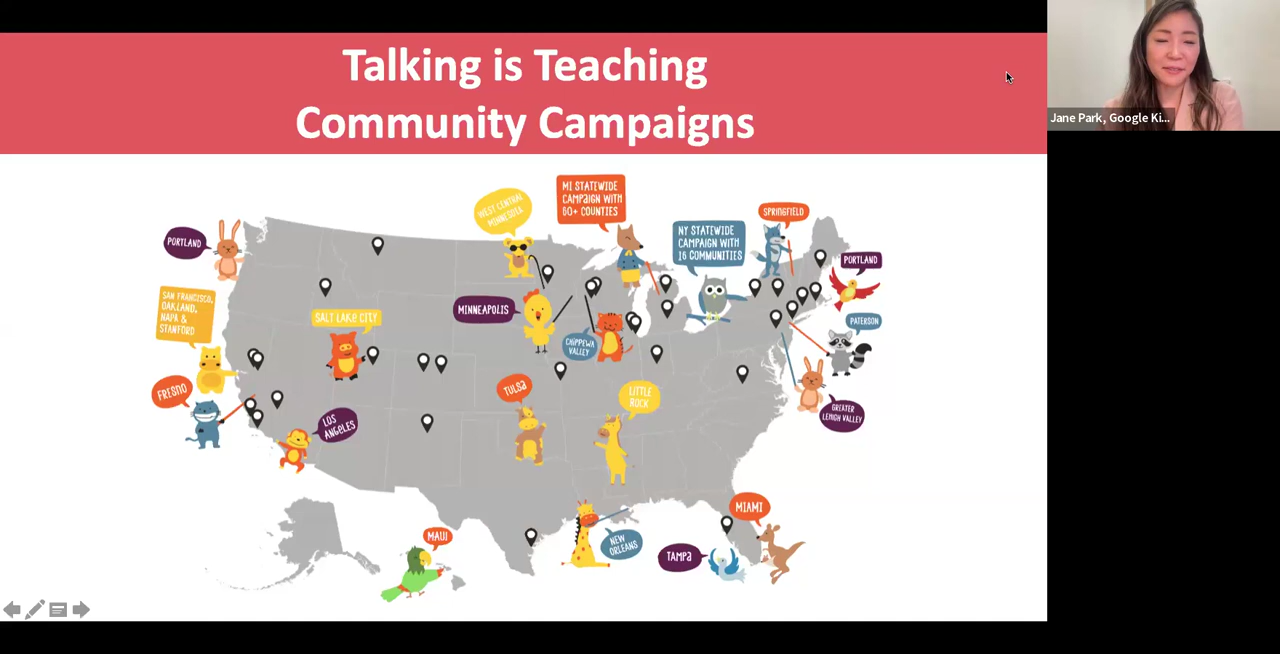 Talking is Teaching
Community Campaigns
Jane Park, Google Ki...
PORTLAND
WEST CENTRAL
MINNESOTA
MI STATEWIDE
CAMPAIGN WITH
60+ COUNTIES
NY STATEWIDE
CAMPAIGN WITH
16 COMMUNITIES
SPRINGFIELD
PORTLAND
SAN FRANCISCO,
OAKLAND,
NAPA &
STANFORD
SALT LAKE CITY
MINNEAPOLIS
CHIPPEWA
VALLEY
PATERSON
FRESNO
LOS
ANGELES
TULSA
LITTLE
ROCK
GREATER
LEHIGH VALLEY
MAUI
NEW
ORLEANS
TAMPA
MIAMI